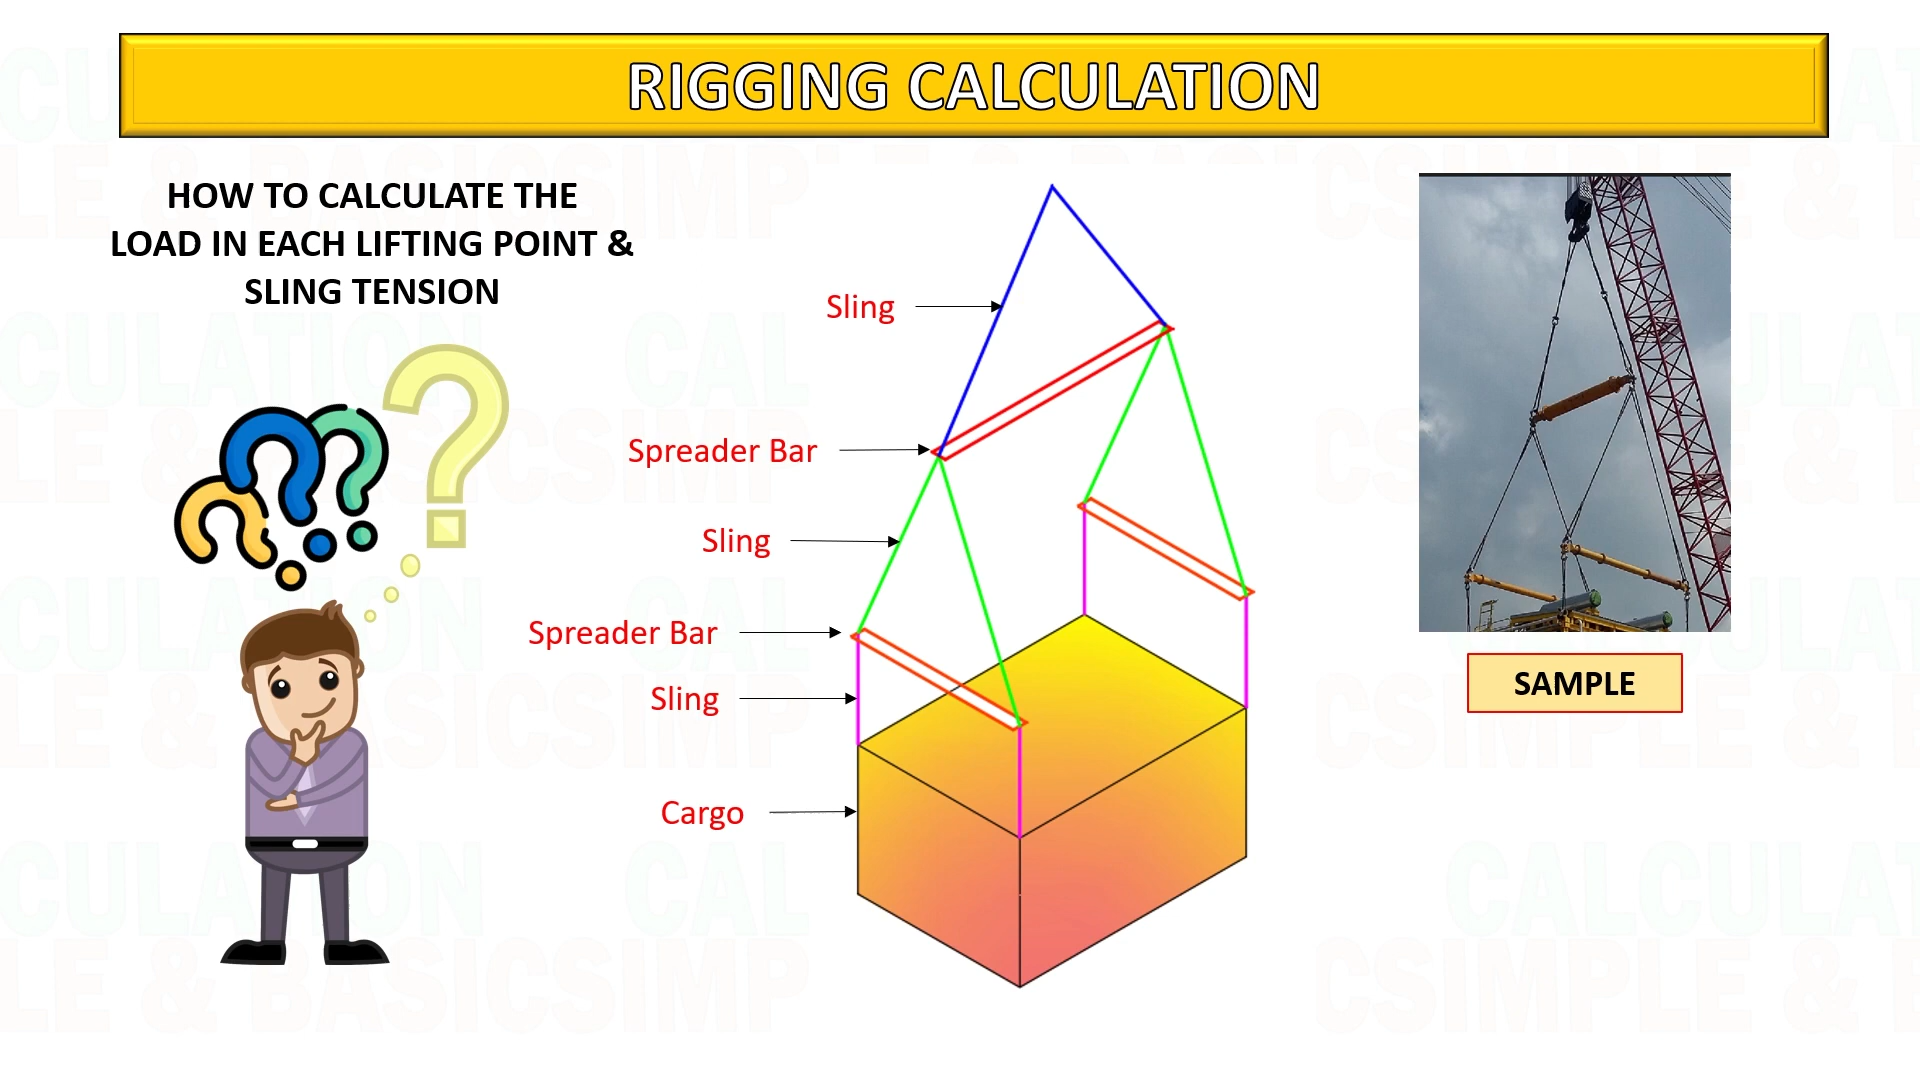 RIGGING CALCULATION
HOW TO CALCULATE THE
LOAD IN EACH LIFTING POINT &
SLING TENSION
Sling
Spreader Bar
Sling
Spreader Bar
Sling
Cargo
SAMPLE